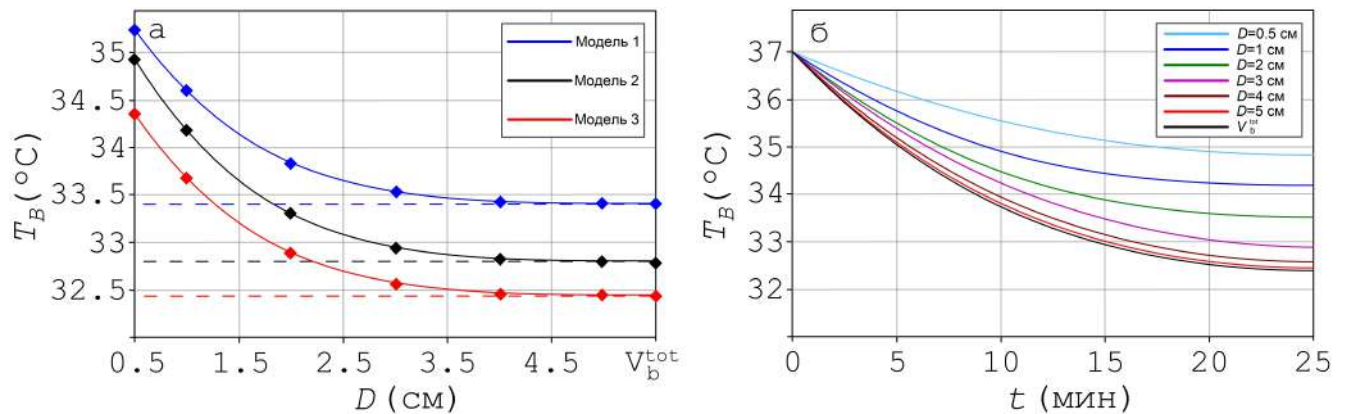 а
Модель 1
Модель 2
Модель 3
35
34.5
34
33.5
33
32.5
T_B (°C)
0.5 1.5 2.5 3.5 4.5 V_b^tot
D (см)
б
D=0.5 см
D=1 см
D=2 см
D=3 см
D=4 см
D=5 см
V_b^tot
37
36
35
34
33
32
T_B (°C)
0 5 10 15 20 25
t (мин)